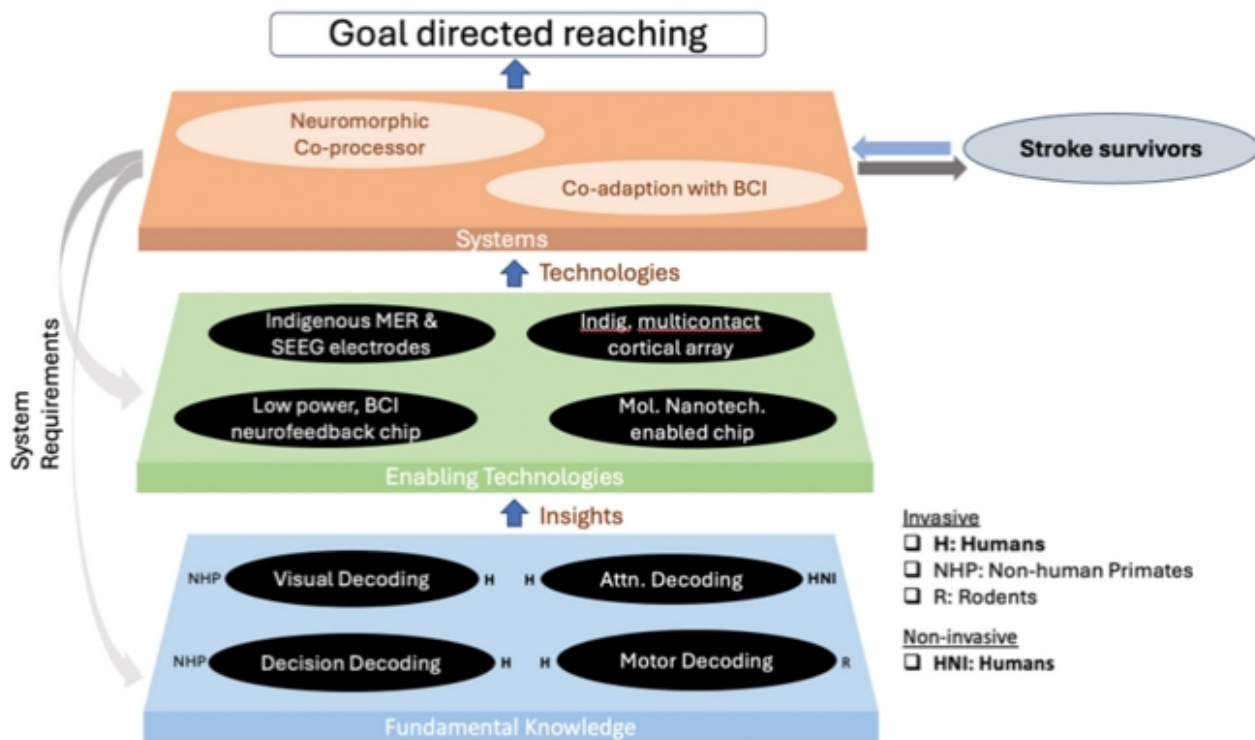 Goal directed reaching
Neuromorphic
Co-processor
Co-adaption with BCI
Systems
Stroke survivors
Technologies
Indigenous MER &
SEEG electrodes
Indig. multicontact
cortical array
Low power, BCI
neurofeedback chip
Mol. Nanotech.
enabled chip
Enabling Technologies
System
Requirements
Insights
NHP Visual Decoding H
H Attn. Decoding HNI
NHP Decision Decoding H
H Motor Decoding R
Fundamental Knowledge
Invasive
❑ H: Humans
❑ NHP: Non-human Primates
❑ R: Rodents
Non-invasive
❑ HNI: Humans